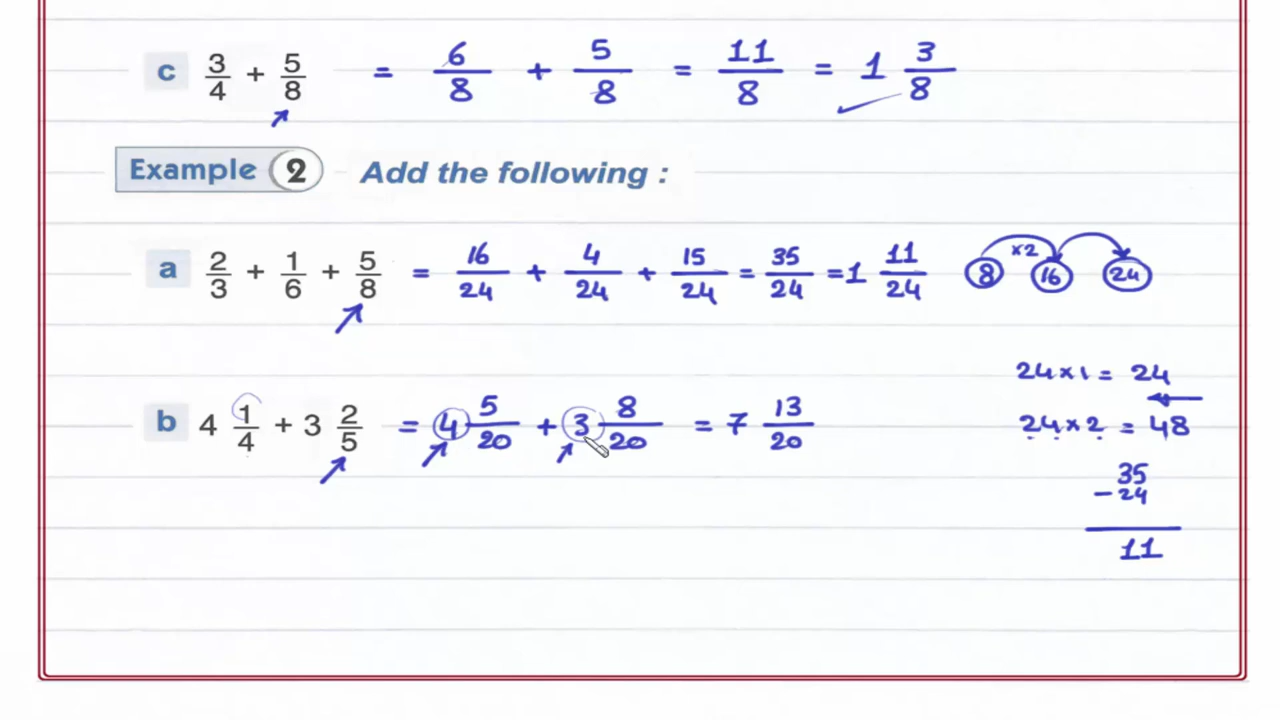 c 3/4 + 5/8 = 6/8 + 5/8 = 11/8 = 1 3/8
Example 2 Add the following :
a 2/3 + 1/6 + 5/8 = 16/24 + 4/24 + 15/24 = 35/24 = 1 11/24 8 ×2 16 24
24 × 1 = 24
b 4 1/4 + 3 2/5 = 4 5/20 + 3 8/20 = 7 13/20 24 × 2 = 48
35
- 24
11